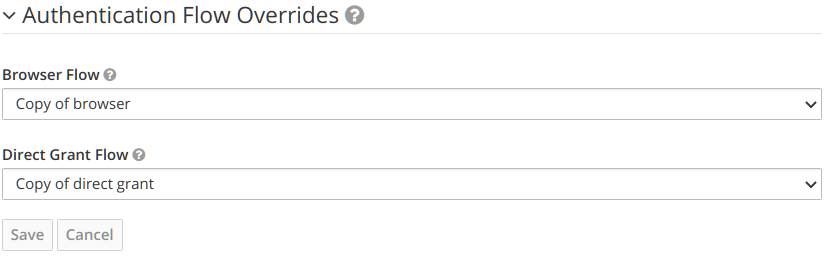 Authentication Flow Overrides
Browser Flow
Copy of browser
Direct Grant Flow
Copy of direct grant
Save Cancel